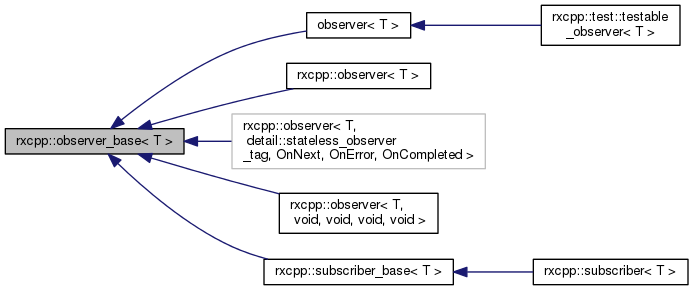 observer< T >
rxcpp::test::testable
_observer< T >
rxcpp::observer< T >
rxcpp::observer_base< T >
rxcpp::observer< T,
detail::stateless_observer
_tag, OnNext, OnError, OnCompleted >
rxcpp::observer< T,
void, void, void, void >
rxcpp::subscriber_base< T >
rxcpp::subscriber< T >